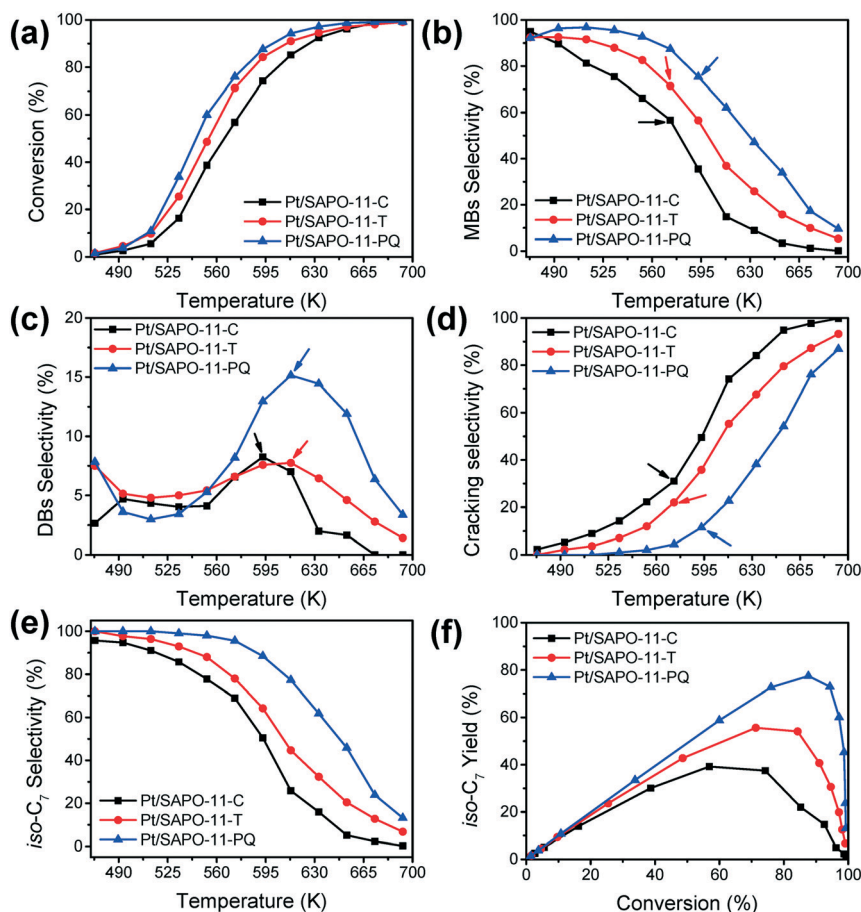 (a)
100
80
60
40
20
0
Conversion (%)
Pt/SAPO-11-C
Pt/SAPO-11-T
Pt/SAPO-11-PQ
490 525 560 595 630 665 700
Temperature (K)
(b)
100
80
60
40
20
0
MBs Selectivity (%)
Pt/SAPO-11-C
Pt/SAPO-11-T
Pt/SAPO-11-PQ
490 525 560 595 630 665 700
Temperature (K)
(c)
20
15
10
5
0
DBs Selectivity (%)
Pt/SAPO-11-C
Pt/SAPO-11-T
Pt/SAPO-11-PQ
490 525 560 595 630 665 700
Temperature (K)
(d)
100
80
60
40
20
0
Cracking selectivity (%)
Pt/SAPO-11-C
Pt/SAPO-11-T
Pt/SAPO-11-PQ
490 525 560 595 630 665 700
Temperature (K)
(e)
100
80
60
40
20
0
iso-C₇ Selectivity (%)
Pt/SAPO-11-C
Pt/SAPO-11-T
Pt/SAPO-11-PQ
490 525 560 595 630 665 700
Temperature (K)
(f)
100
80
60
40
20
0
iso-C₇ Yield (%)
Pt/SAPO-11-C
Pt/SAPO-11-T
Pt/SAPO-11-PQ
0 20 40 60 80 100
Conversion (%)